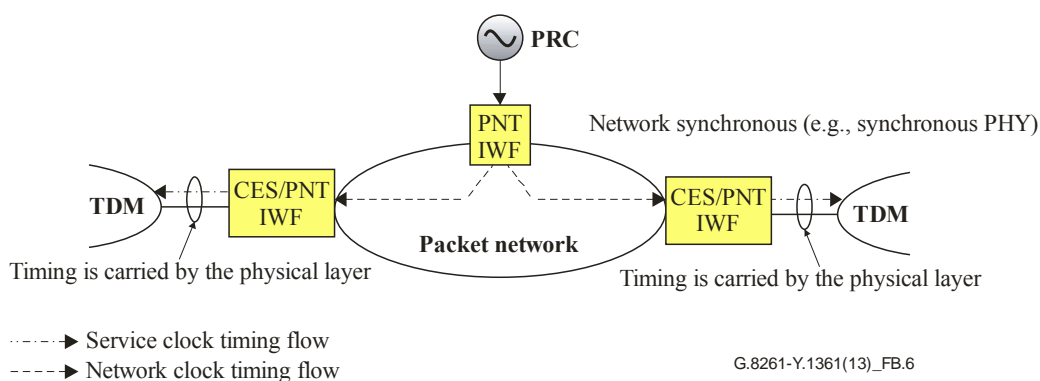 PRC
PNT
IWF
Network synchronous (e.g., synchronous PHY)
TDM
CES/PNT
IWF
CES/PNT
IWF
TDM
Packet network
Timing is carried by the physical layer
Timing is carried by the physical layer
Service clock timing flow
Network clock timing flow
G.8261-Y.1361(13)_FB.6